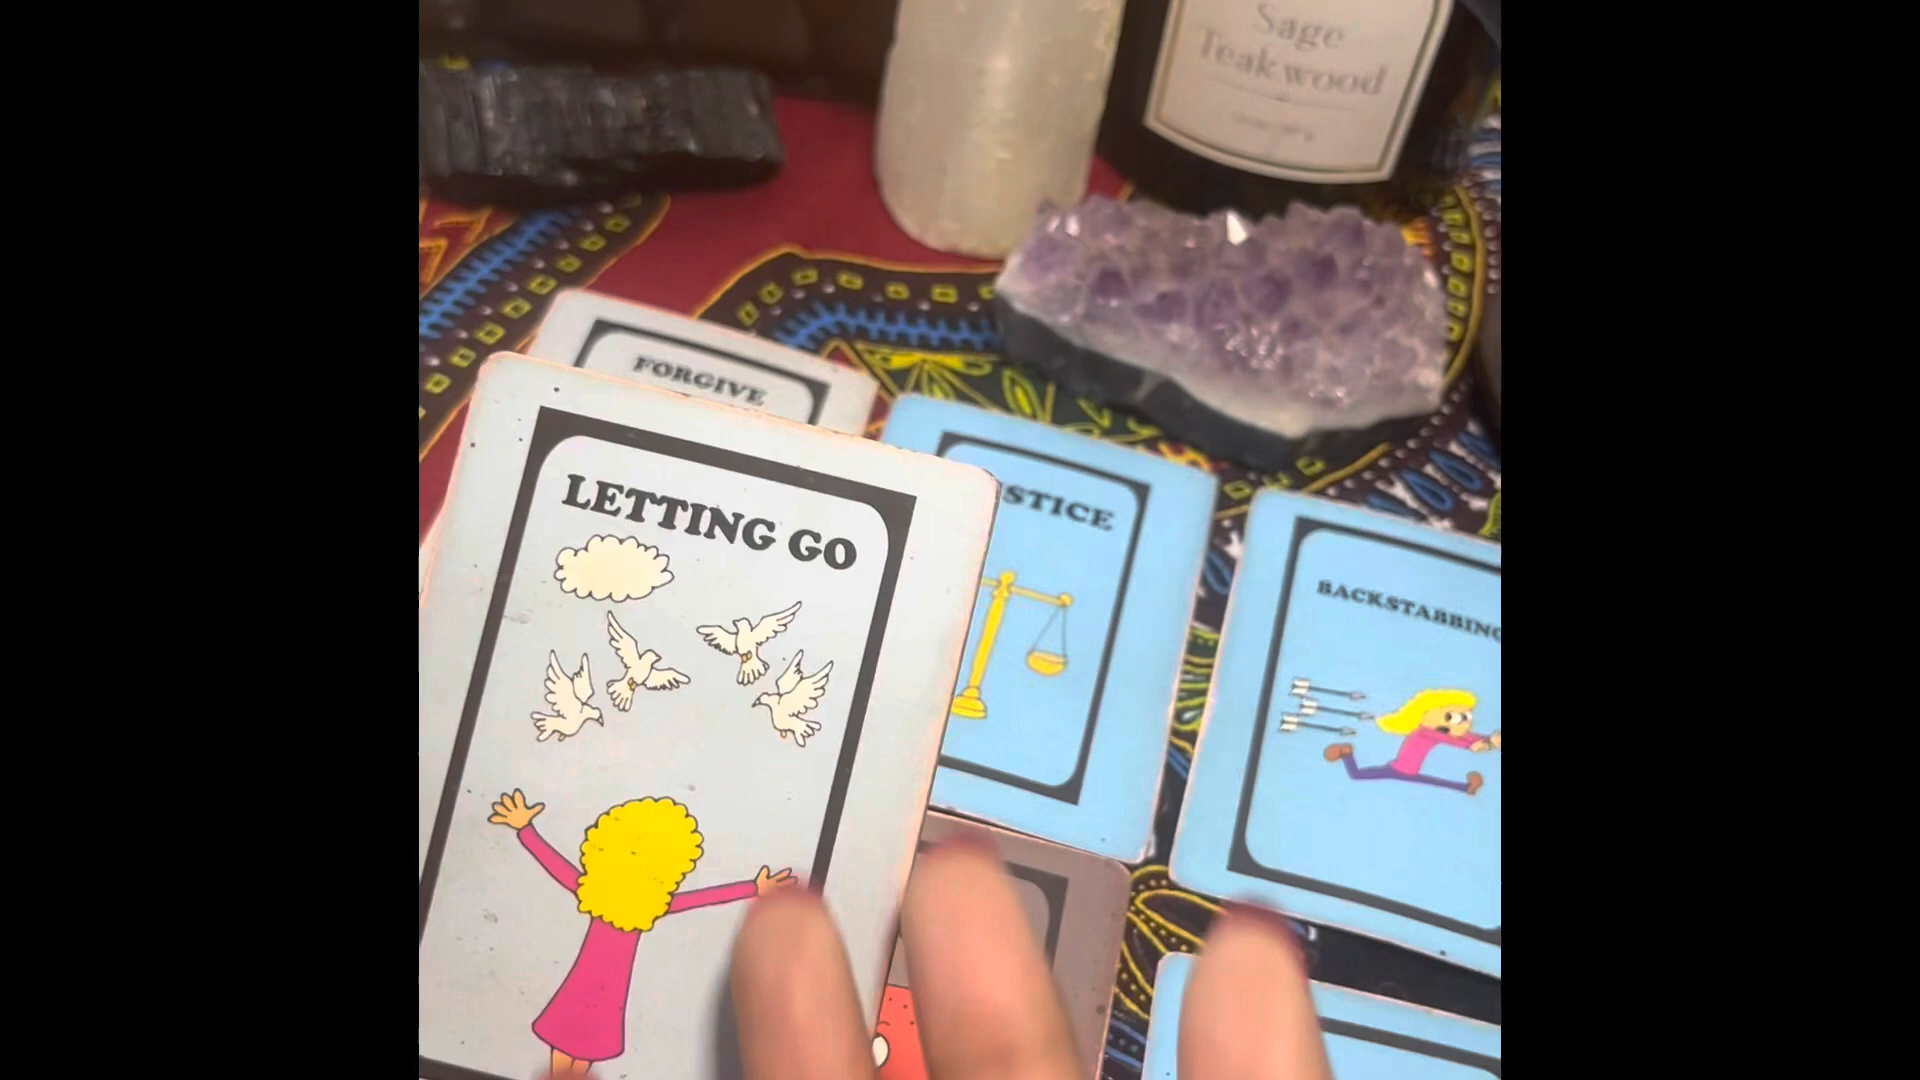 Sage
Teakwood
FORGIVE
LETTING GO
STICE
BACKSTABBING